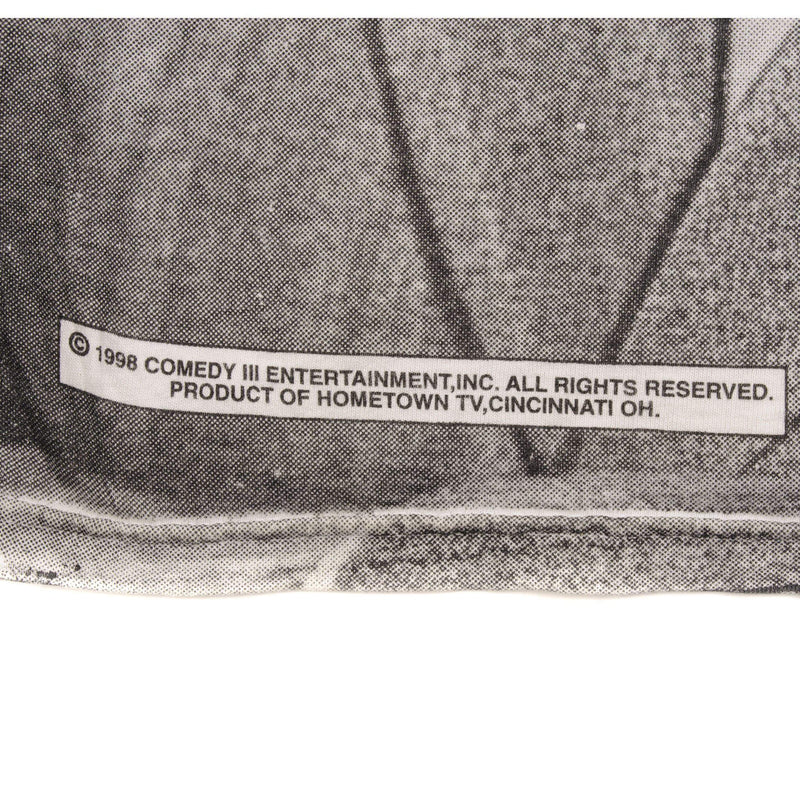 © 1998 COMEDY III ENTERTAINMENT,INC. ALL RIGHTS RESERVED.
PRODUCT OF HOMETOWN TV,CINCINNATI OH.